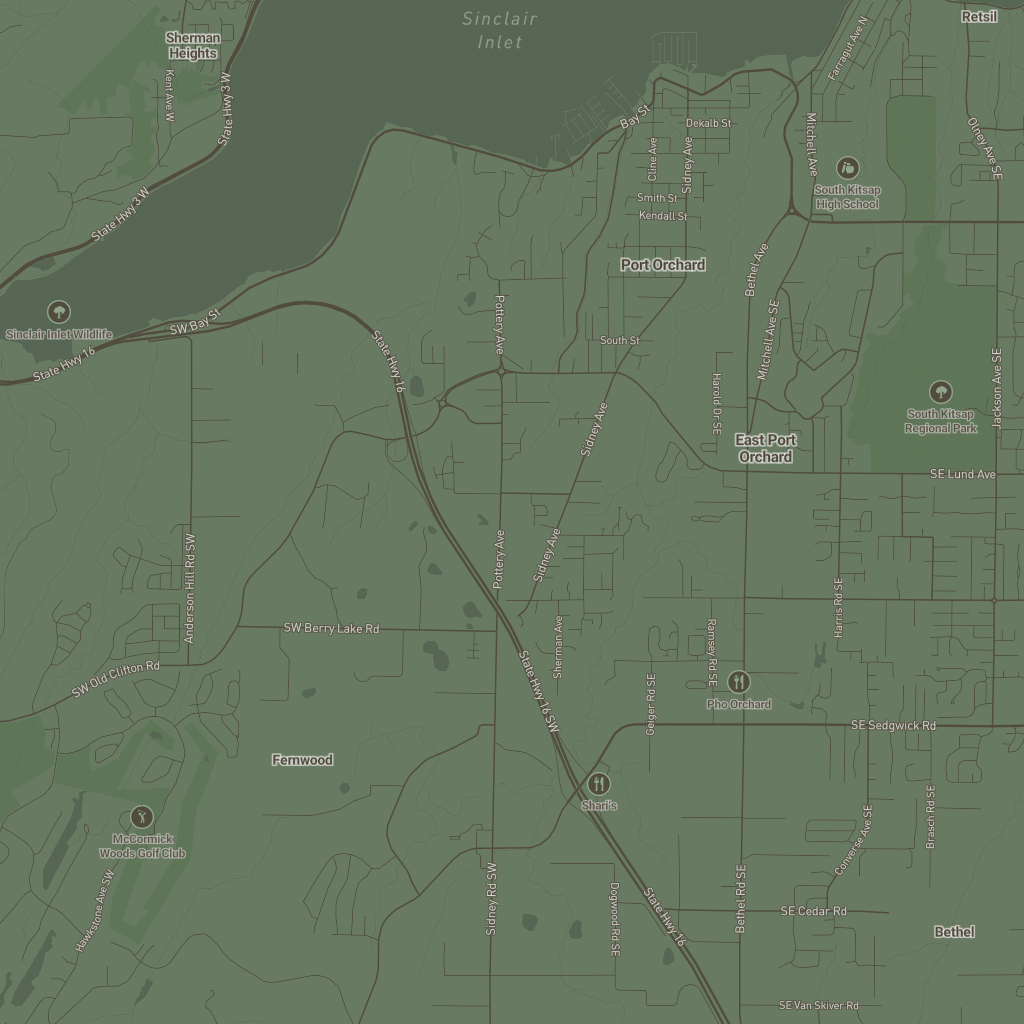 Sinclair
Inlet
Retsil
Sherman
Heights
Kent Ave W
State Hwy 3 W
Farragut Ave N
Bay St
Dekalb St
Mitchell Ave
Olney Ave SE
Cline Ave
Sidney Ave
South Kitsap
High School
Smith St
Kendall St
State Hwy 3 W
Port Orchard
Bethel Ave
Sinclair Inlet Wildlife
SW Bay St
Pottery Ave
State Hwy 16
South St
Mitchell Ave SE
State Hwy 16
Jackson Ave SE
Harold Dr SE
South Kitsap
Regional Park
Sidney Ave
East Port
Orchard
SE Lund Ave
Anderson Hill Rd SW
Pottery Ave
Sidney Ave
Harris Rd SE
SW Berry Lake Rd
Sherman Ave
Ramsey Rd SE
SW Old Clifton Rd
State Hwy 16 SW
Geiger Rd SE
Pho Orchard
SE Sedgwick Rd
Fernwood
Shari's
McCormick
Woods Golf Club
Brasch Rd SE
Converse Ave SE
Hawkstone Ave SW
Sidney Rd SW
Dogwood Rd SE
State Hwy 16
Bethel Rd SE
SE Cedar Rd
Bethel
SE Van Skiver Rd